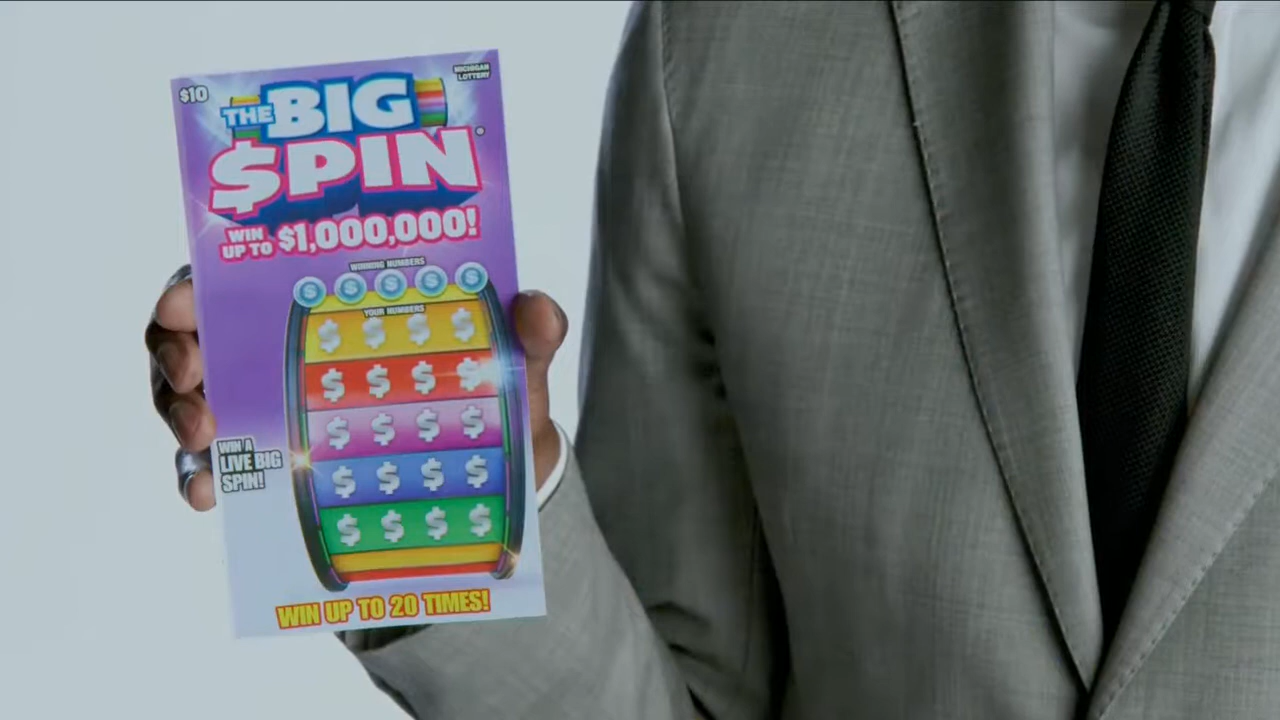 $10
MICHIGAN
LOTTERY
THE BIG
$PIN
WIN
UP TO $1,000,000!
WINNING NUMBERS
$ $ $ $ $
YOUR NUMBERS
$ $ $ $
$ $ $ $
$ $ $ $
$ $ $ $
$ $ $ $
WIN A
LIVE BIG
SPIN!
WIN UP TO 20 TIMES!